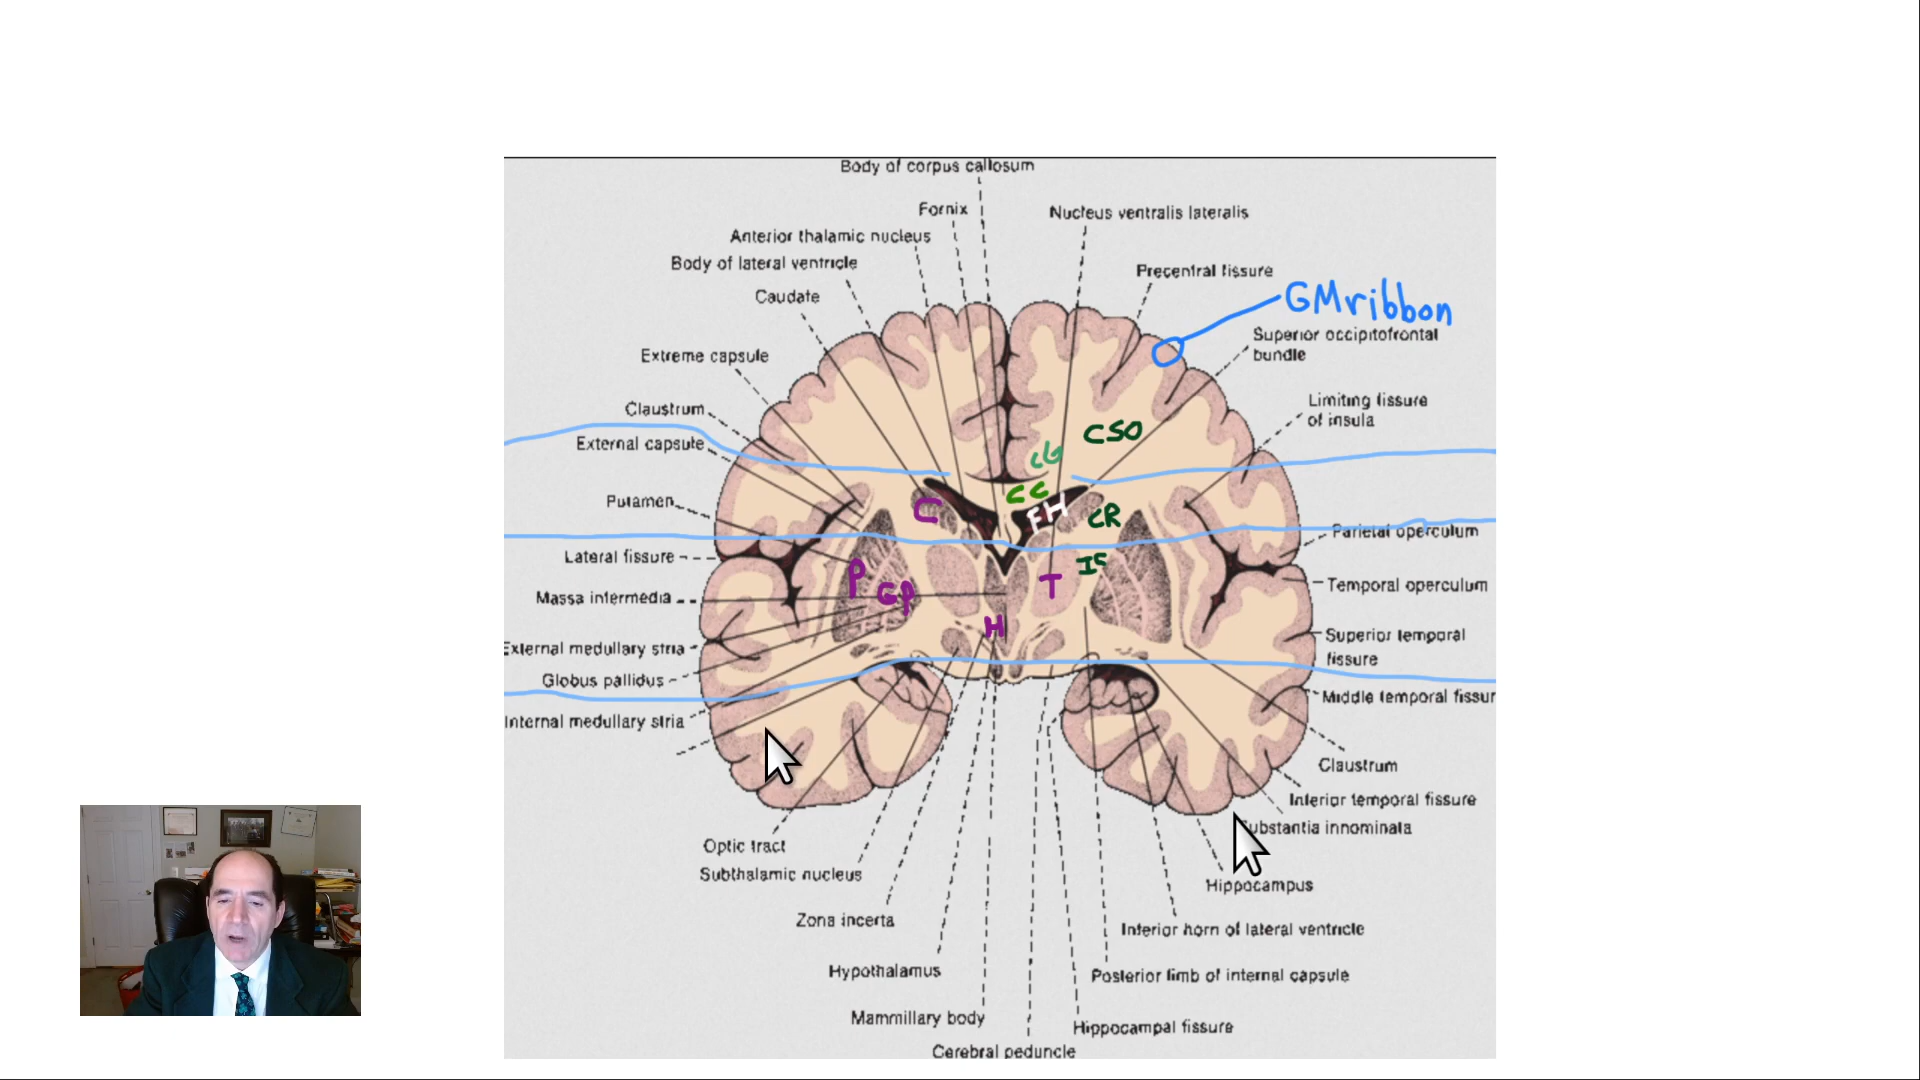 Body of corpus callosum
Fornix
Nucleus ventralis lateralis
Anterior thalamic nucleus
Body of lateral ventricle
Precentral fissure
Caudate
GM ribbon
Superior occipitofrontal
bundle
Extreme capsule
Limiting fissure
of insula
Claustrum
External capsule
CSO
CG
CC
Putamen
C
FH
CR
Parietal operculum
Lateral fissure
IC
P
GP
T
Temporal operculum
Massa intermedia
H
Superior temporal
fissure
External medullary stria
Globus pallidus
Middle temporal fissur
Internal medullary stria
Claustrum
Inferior temporal fissure
Substantia innominata
Optic tract
Subthalamic nucleus
Hippocampus
Zona incerta
Inferior horn of lateral ventricle
Hypothalamus
Posterior limb of internal capsule
Mammillary body
Hippocampal fissure
Cerebral peduncle